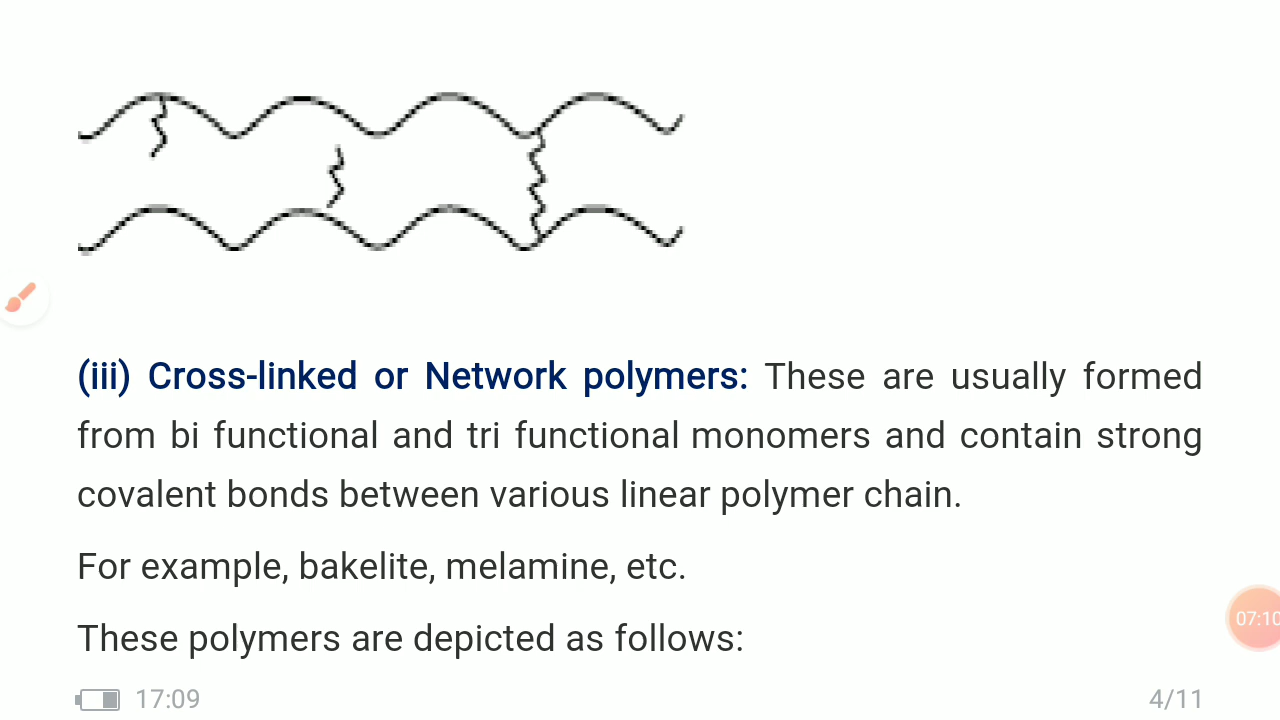 (iii) Cross-linked or Network polymers: These are usually formed
from bi functional and tri functional monomers and contain strong
covalent bonds between various linear polymer chain.
For example, bakelite, melamine, etc.
These polymers are depicted as follows:
07:10
17:09
4/11